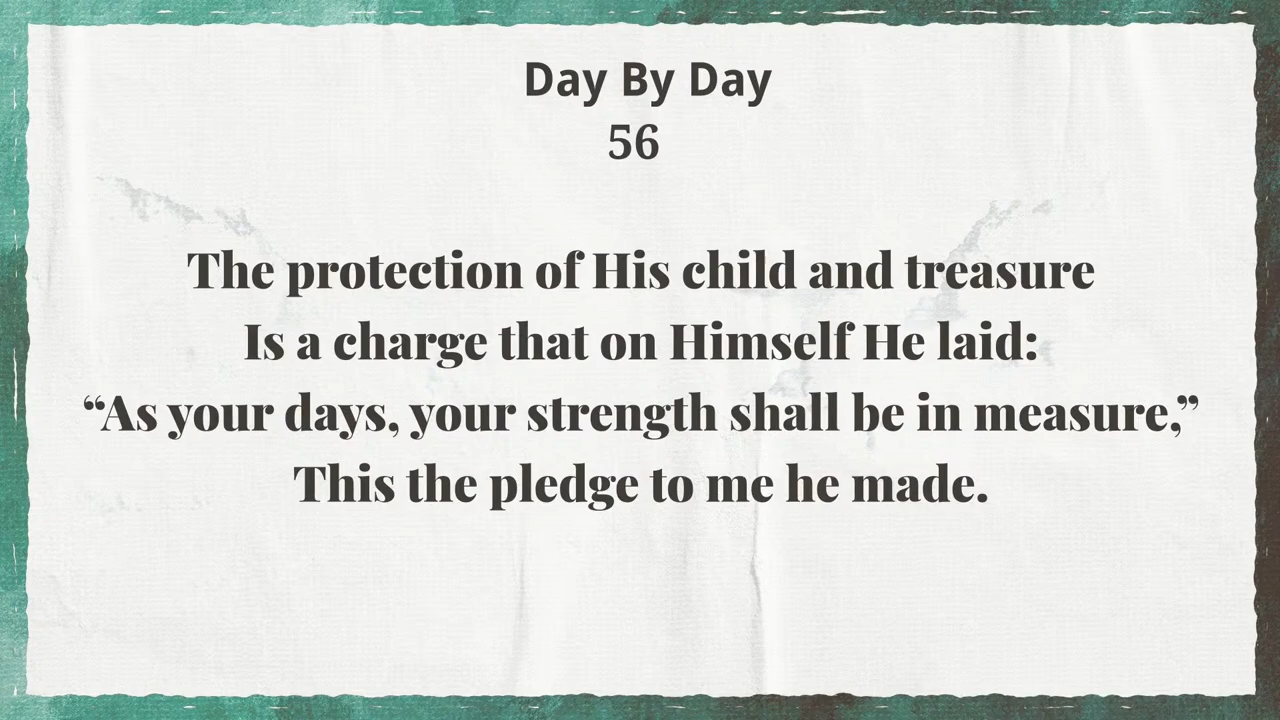 Day By Day
56
The protection of His child and treasure
Is a charge that on Himself He laid:
“As your days, your strength shall be in measure,”
This the pledge to me he made.